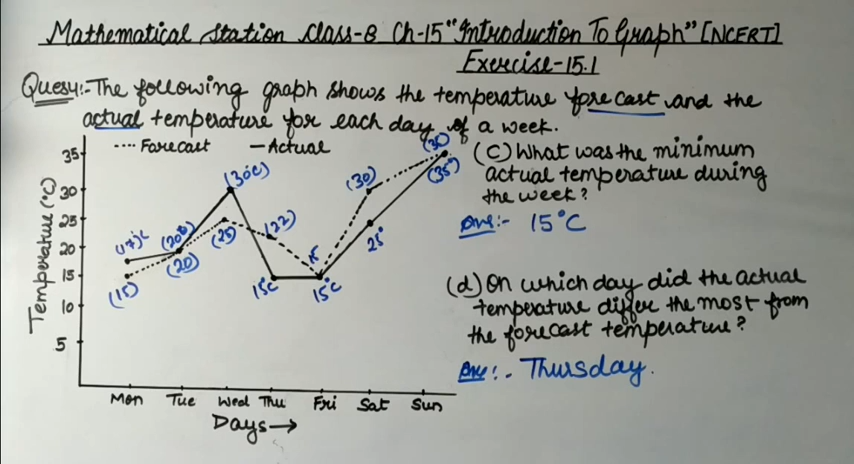 Mathematical Station Class-8 Ch-15 "Introduction To Graph" [NCERT]
Exercise-15.1
Ques4:- The following graph shows the temperature forecast and the
actual temperature for each day of a week.
---- Forecast — Actual
(c) What was the minimum
actual temperature during
the week?
Ans:- 15°C
(d) On which day did the actual
temperature differ the most from
the forecast temperature?
Ans:- Thursday.
Temperature (°C)
35
30
25
20
15
10
5
(15)
(20)
(20)
(30°C)
(25)
(22)
15°C
15
15°C
(30)
25°
(35)
(35°)
Mon Tue Wed Thu Fri Sat Sun
Days→